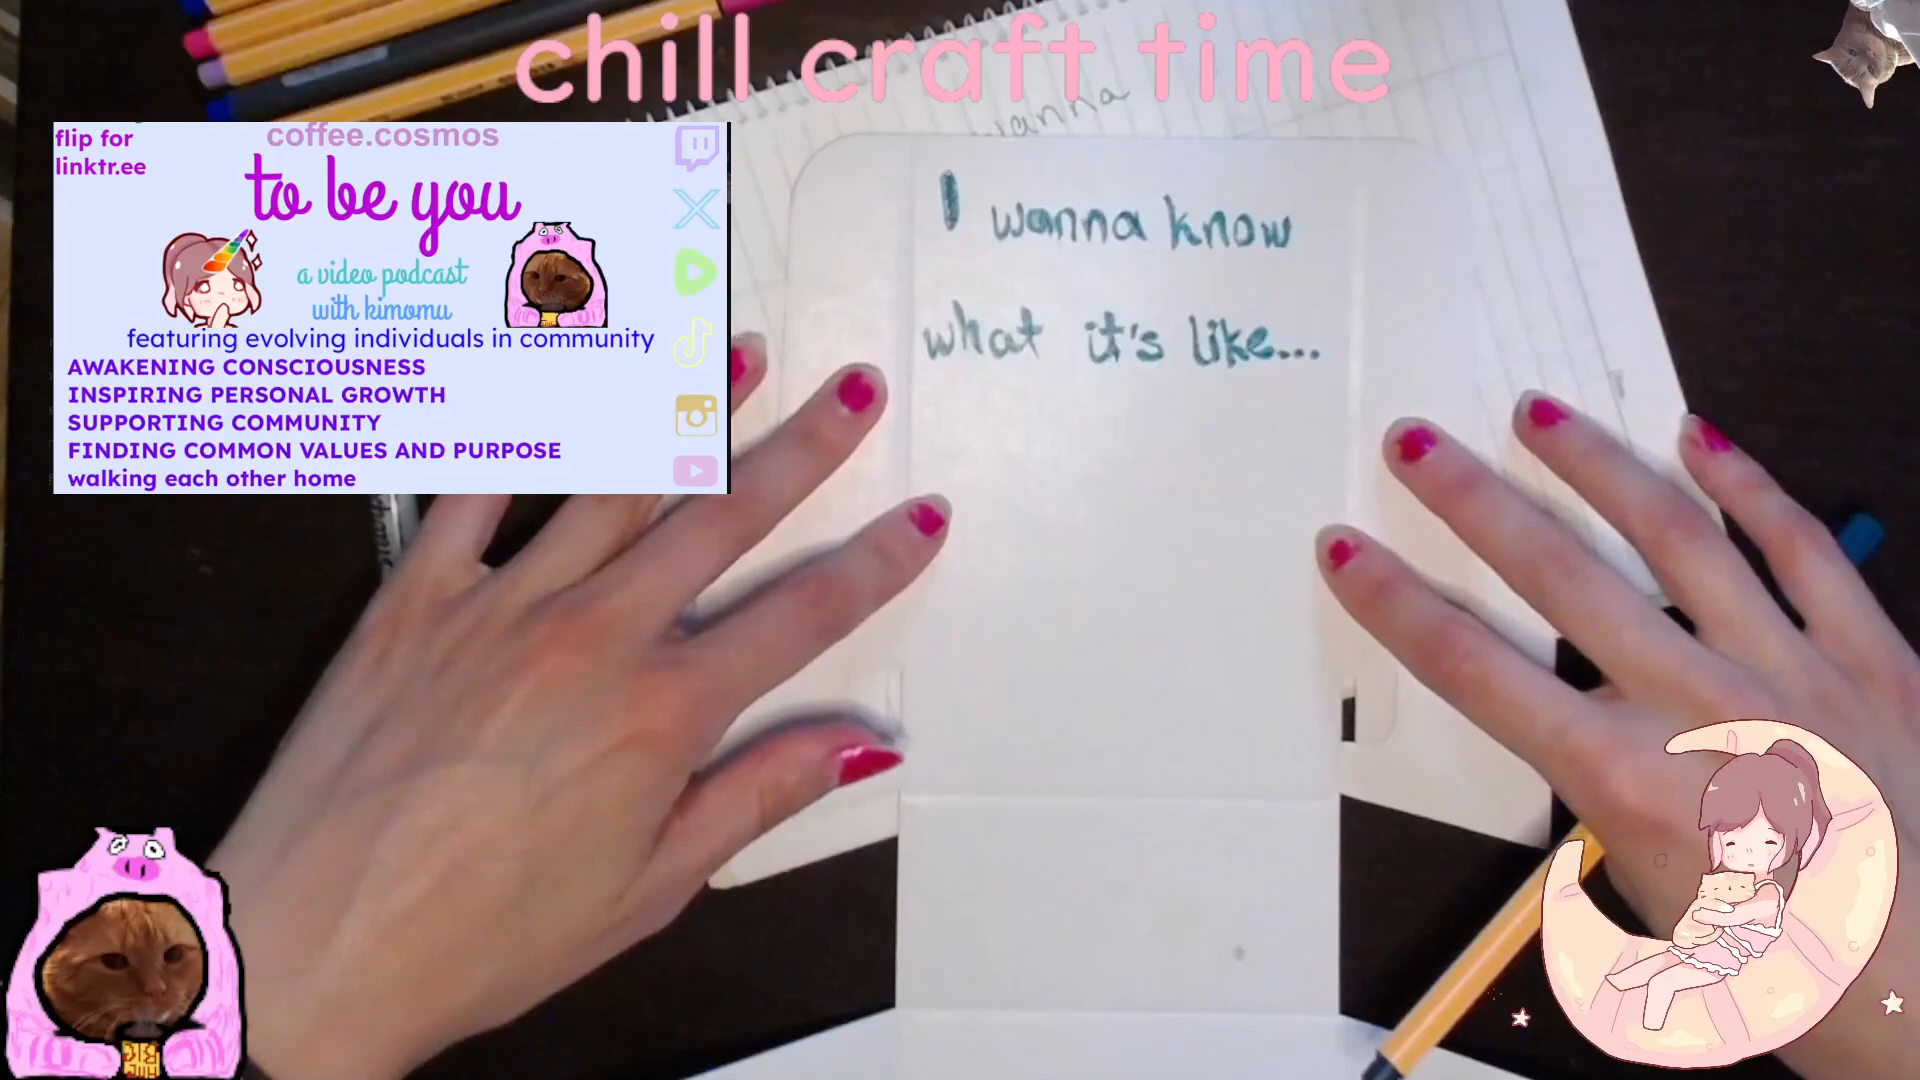 chill craft time
wanna
flip for
linktr.ee
coffee.cosmos
to be you
a video podcast
with kimomu
featuring evolving individuals in community
AWAKENING CONSCIOUSNESS
INSPIRING PERSONAL GROWTH
SUPPORTING COMMUNITY
FINDING COMMON VALUES AND PURPOSE
walking each other home
I wanna know
what it's like...